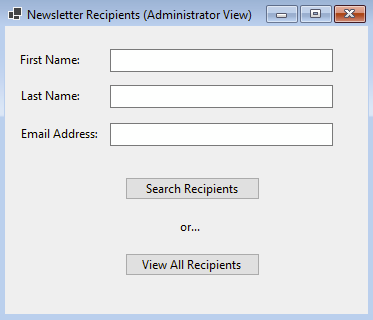 Newsletter Recipients (Administrator View)
First Name:
Last Name:
Email Address:
Search Recipients
or...
View All Recipients